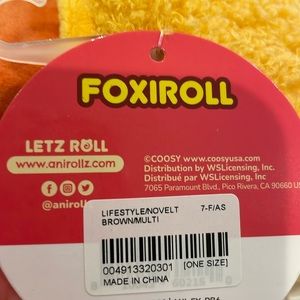 FOXIROLL
LETZ ROLL
www.anirollz.com
©COOSY www.coosyusa.com
Distribution by WSLicensing, Inc
Distribué par WSLicensing, Inc
7065 Paramount Blvd., Pico Rivera, CA 90660 US
@aniroll
LIFESTYLE/NOVELT 7-F/AS
BROWN/MULTI
004913320301 [ONE SIZE]
MADE IN CHINA